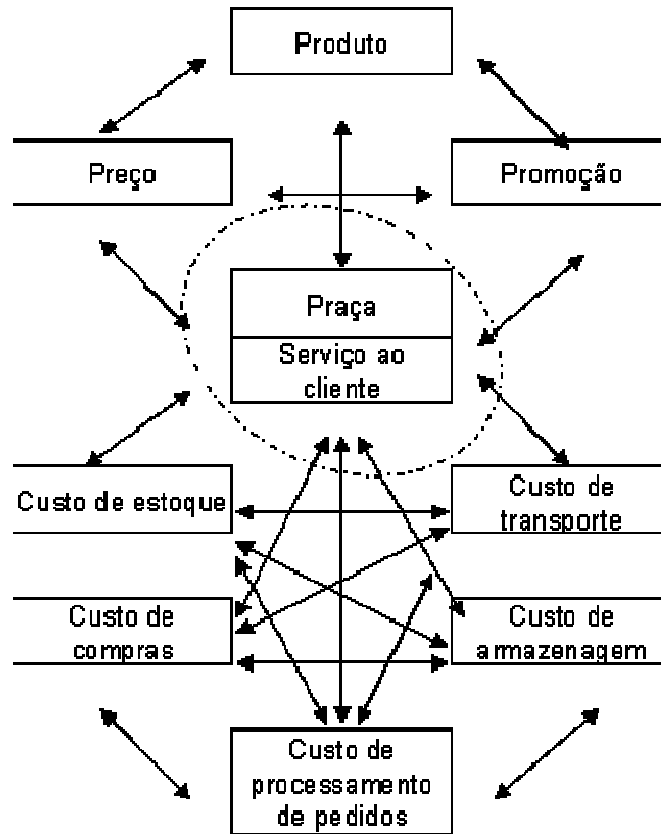 Produto
Preço
Promoção
Praça
Serviço ao
cliente
Custo de estoque
Custo de
transporte
Custo de
compras
Custo de
armazenagem
Custo de
processamento
de pedidos